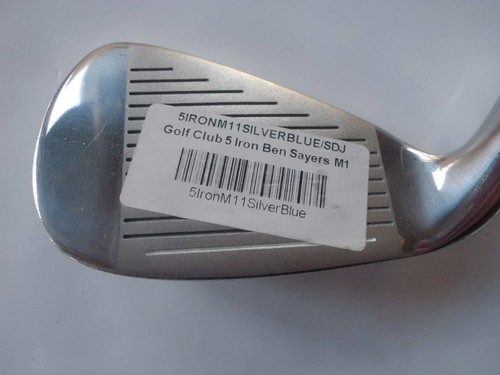 5IRONM11SILVERBLUE/SDJ
Golf Club 5 Iron Ben Sayers M1
5IronM11SilverBlue